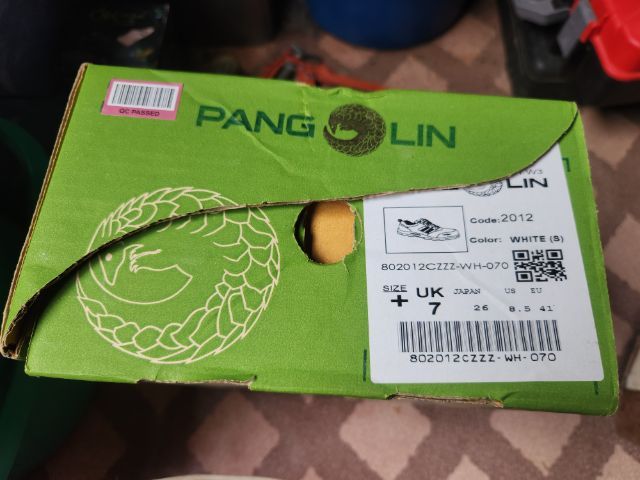 QC PASSED
PANG LIN
LIN
Code: 2012
Color: WHITE (S)
802012CZZZ-WH-070
SIZE UK JAPAN US EU
+ 7 26 8.5 41
802012CZZZ-WH-070